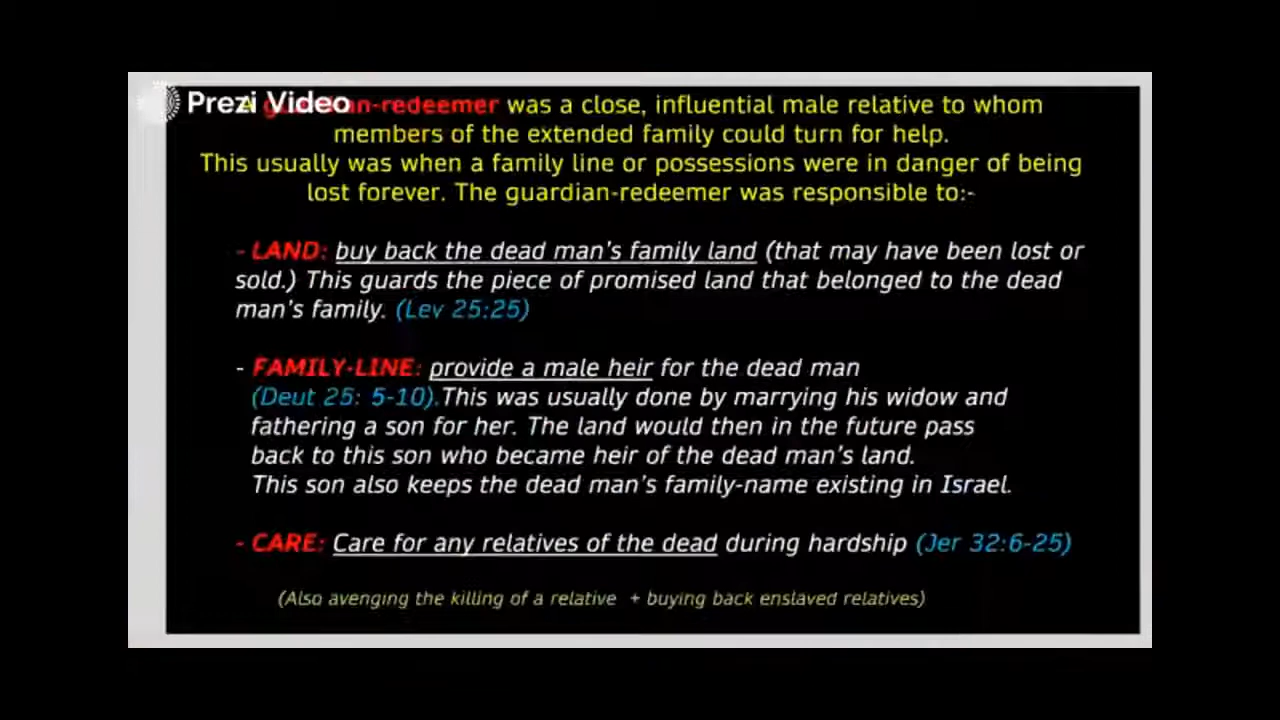 Prezi Video
A guardian-redeemer was a close, influential male relative to whom
members of the extended family could turn for help.
This usually was when a family line or possessions were in danger of being
lost forever. The guardian-redeemer was responsible to:-
- LAND: buy back the dead man's family land (that may have been lost or
sold.) This guards the piece of promised land that belonged to the dead
man's family. (Lev 25:25)
- FAMILY-LINE: provide a male heir for the dead man
(Deut 25: 5-10).This was usually done by marrying his widow and
fathering a son for her. The land would then in the future pass
back to this son who became heir of the dead man's land.
This son also keeps the dead man's family-name existing in Israel.
- CARE: Care for any relatives of the dead during hardship (Jer 32:6-25)
(Also avenging the killing of a relative + buying back enslaved relatives)